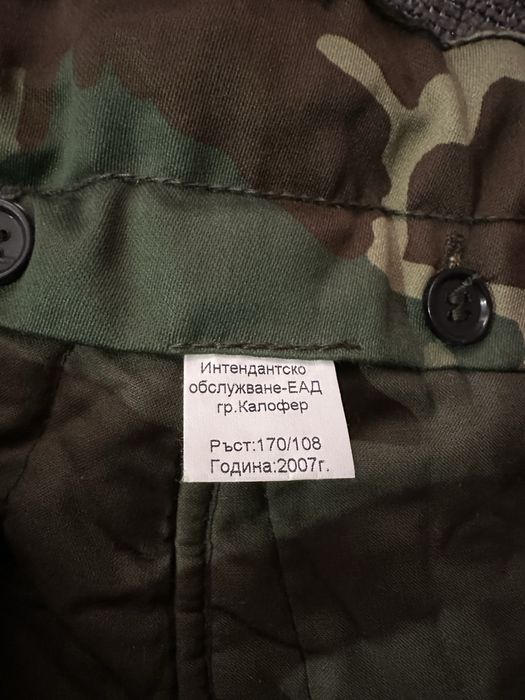 Интендантско
обслужване-ЕАД
гр.Калофер
Ръст:170/108
Година:2007г.